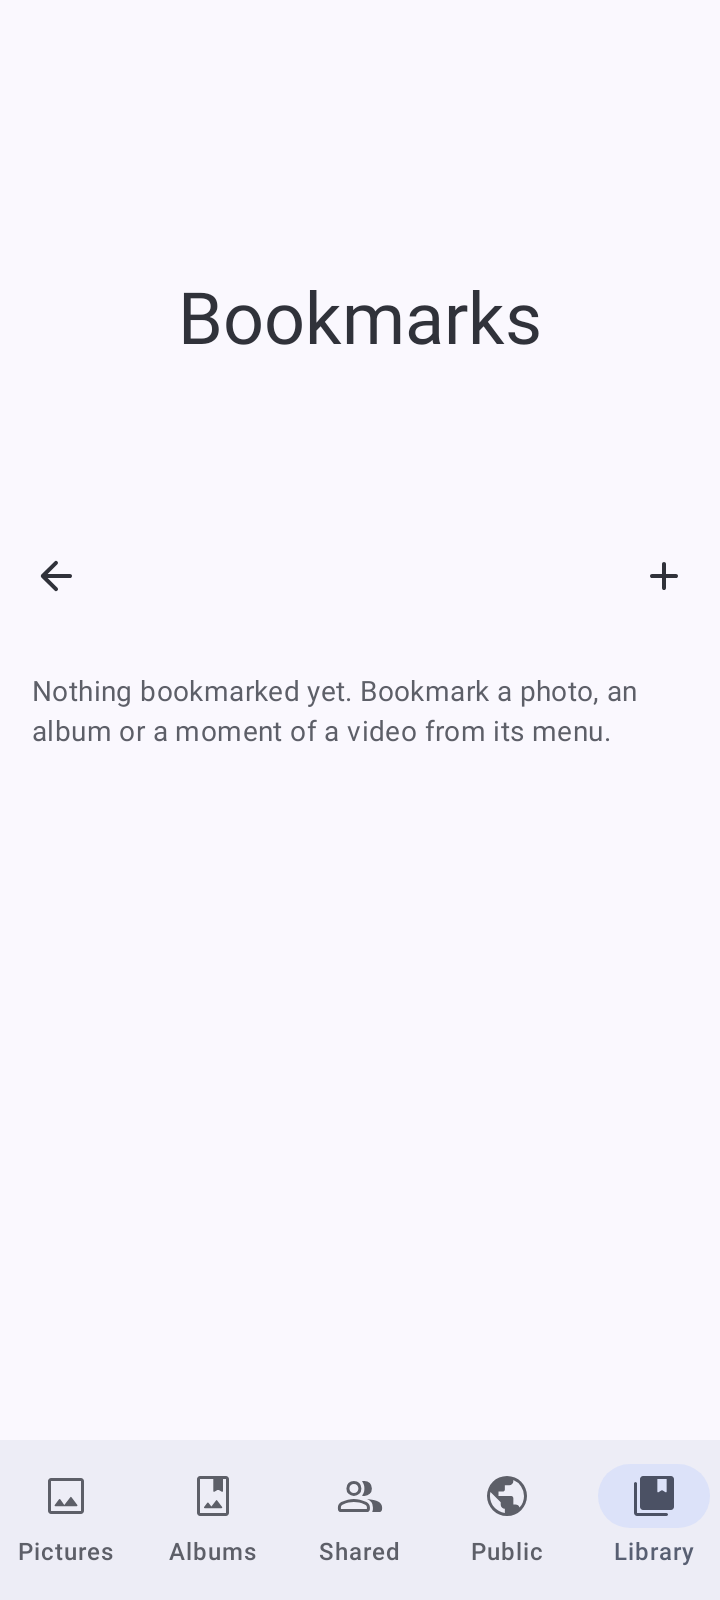 Bookmarks
Nothing bookmarked yet. Bookmark a photo, an
album or a moment of a video from its menu.
Pictures
Albums
Shared
Public
Library